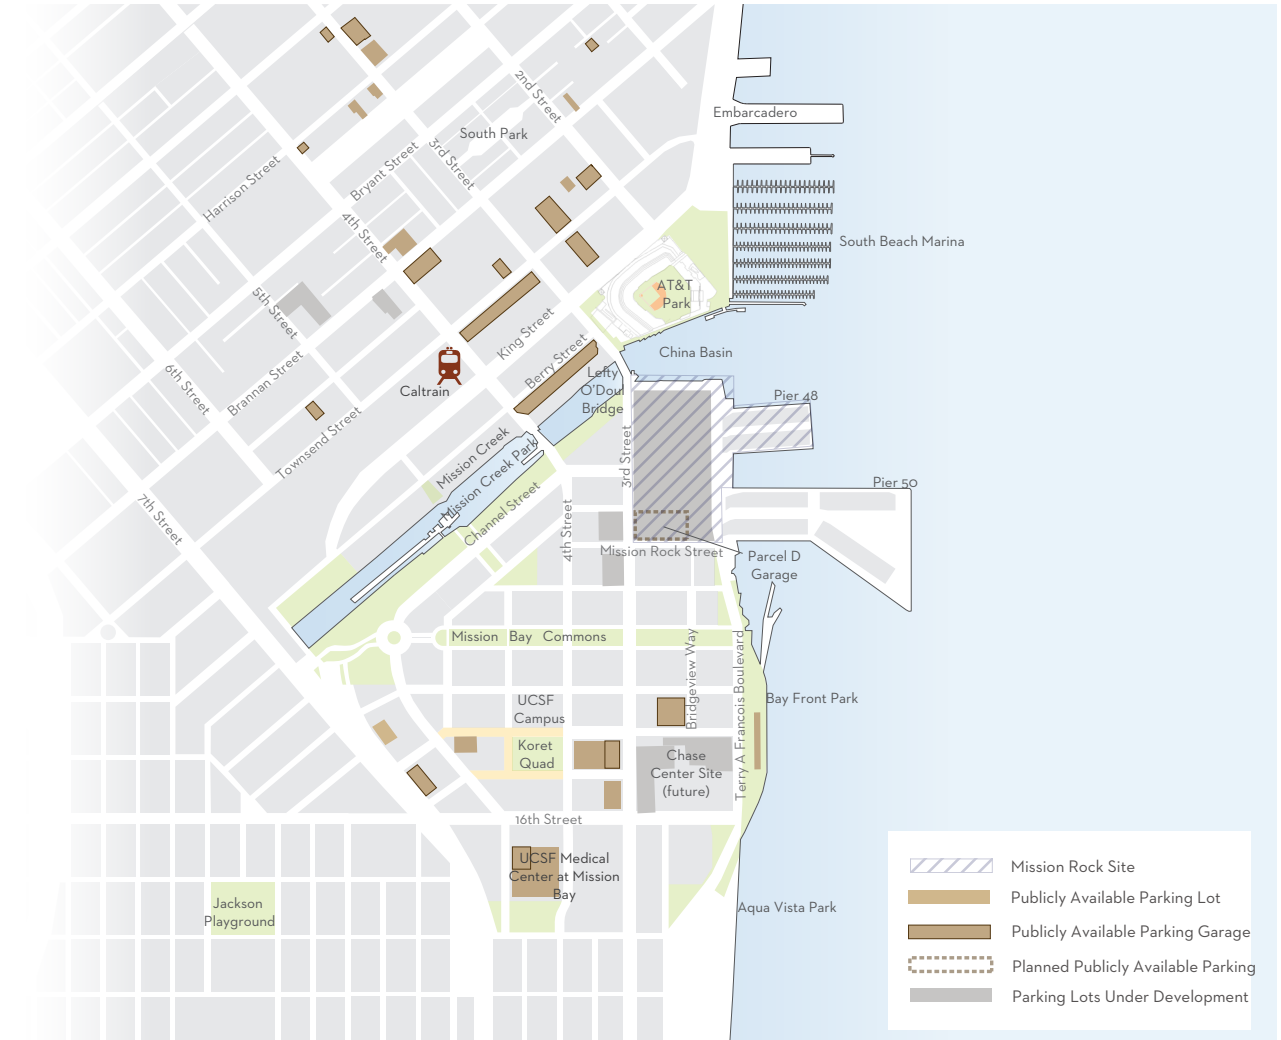 2nd Street
Embarcadero
South Park
3rd Street
Bryant Street
Harrison Street
4th Street
South Beach Marina
AT&T
Park
5th Street
King Street
China Basin
Berry Street
Lefty
O'Doul
Bridge
6th Street
Brannan Street
Caltrain
Pier 48
Townsend Street
Mission Creek
Mission Creek Park
3rd Street
Pier 50
7th Street
Channel Street
4th Street
Mission Rock Street
Parcel D
Garage
Mission Bay Commons
Bridgeview Way
Terry A Francois Boulevard
Bay Front Park
UCSF
Campus
Koret
Quad
Chase
Center Site
(future)
16th Street
UCSF Medical
Center at Mission
Bay
Jackson
Playground
Aqua Vista Park
Mission Rock Site
Publicly Available Parking Lot
Publicly Available Parking Garage
Planned Publicly Available Parking
Parking Lots Under Development